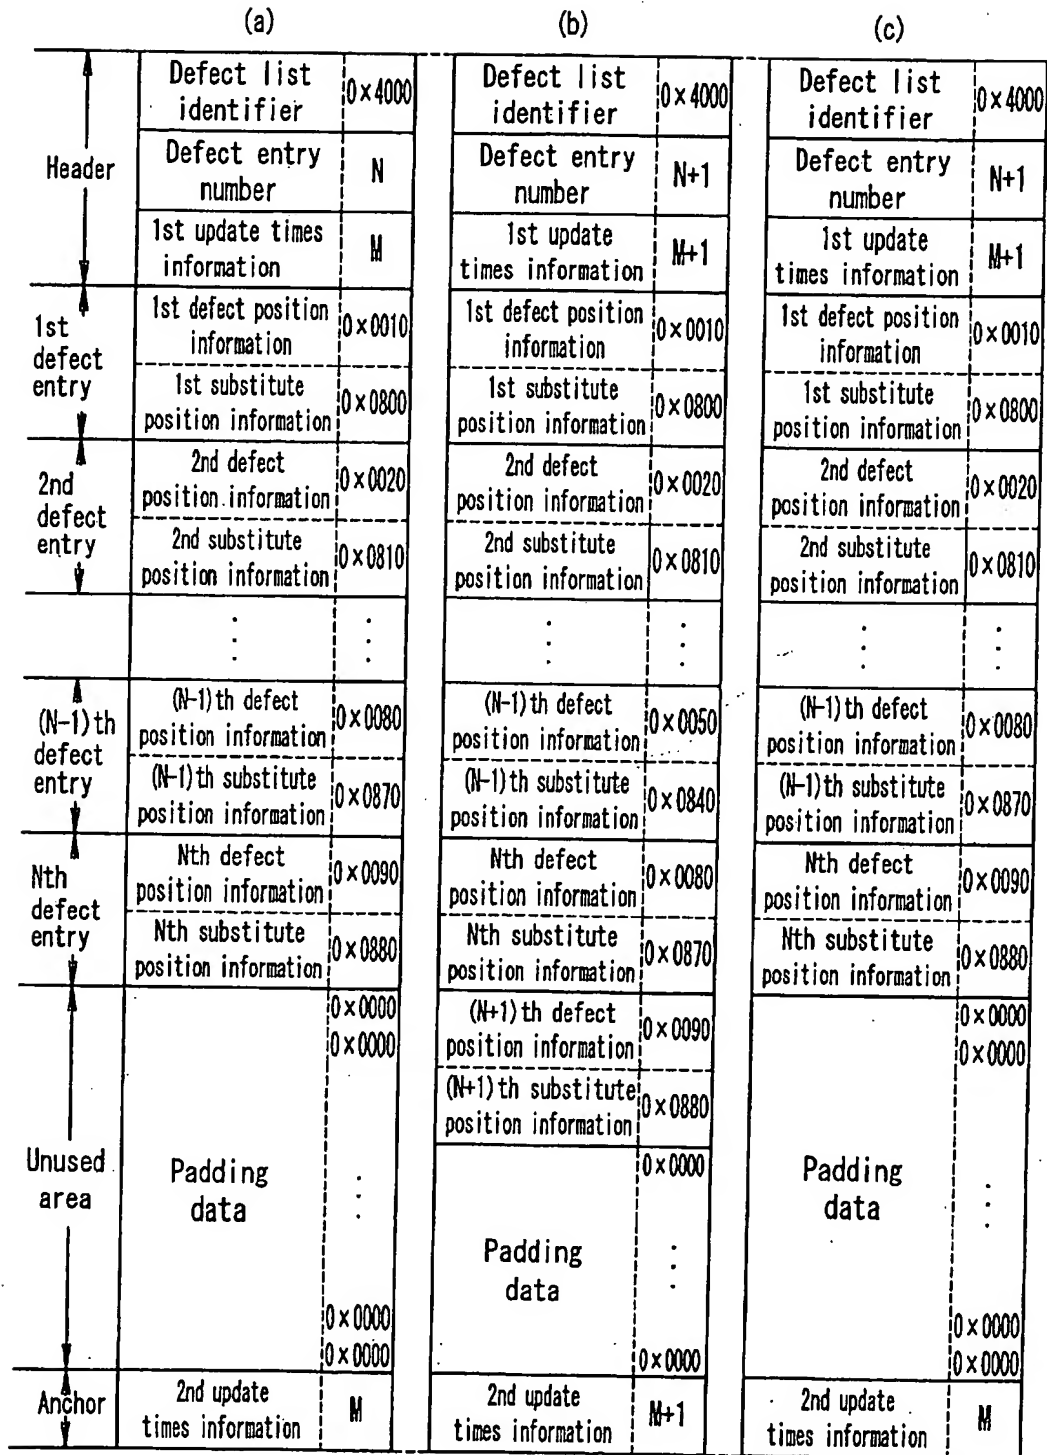 (a)
(b)
(c)
Header
1st
defect
entry
2nd
defect
entry
(N-1)th
defect
entry
Nth
defect
entry
Unused
area
Anchor
Defect list
identifier
0×4000
Defect entry
number
N
1st update times
information
M
1st defect position
information
0×0010
1st substitute
position information
0×0800
2nd defect
position information
0×0020
2nd substitute
position information
0×0810
(N-1)th defect
position information
0×0080
(N-1)th substitute
position information
0×0870
Nth defect
position information
0×0090
Nth substitute
position information
0×0880
0×0000
0×0000
Padding
data
0×0000
0×0000
2nd update
times information
M
Defect list
identifier
0×4000
Defect entry
number
N+1
1st update
times information
M+1
1st defect position
information
0×0010
1st substitute
position information
0×0800
2nd defect
position information
0×0020
2nd substitute
position information
0×0810
(N-1)th defect
position information
0×0050
(N-1)th substitute
position information
0×0840
Nth defect
position information
0×0080
Nth substitute
position information
0×0870
(N+1)th defect
position information
0×0090
(N+1)th substitute
position information
0×0880
0×0000
Padding
data
0×0000
2nd update
times information
M+1
Defect list
identifier
0×4000
Defect entry
number
N+1
1st update
times information
M+1
1st defect position
information
0×0010
1st substitute
position information
0×0800
2nd defect
position information
0×0020
2nd substitute
position information
0×0810
(N-1)th defect
position information
0×0080
(N-1)th substitute
position information
0×0870
Nth defect
position information
0×0090
Nth substitute
position information
0×0880
0×0000
0×0000
Padding
data
0×0000
0×0000
2nd update
times information
M